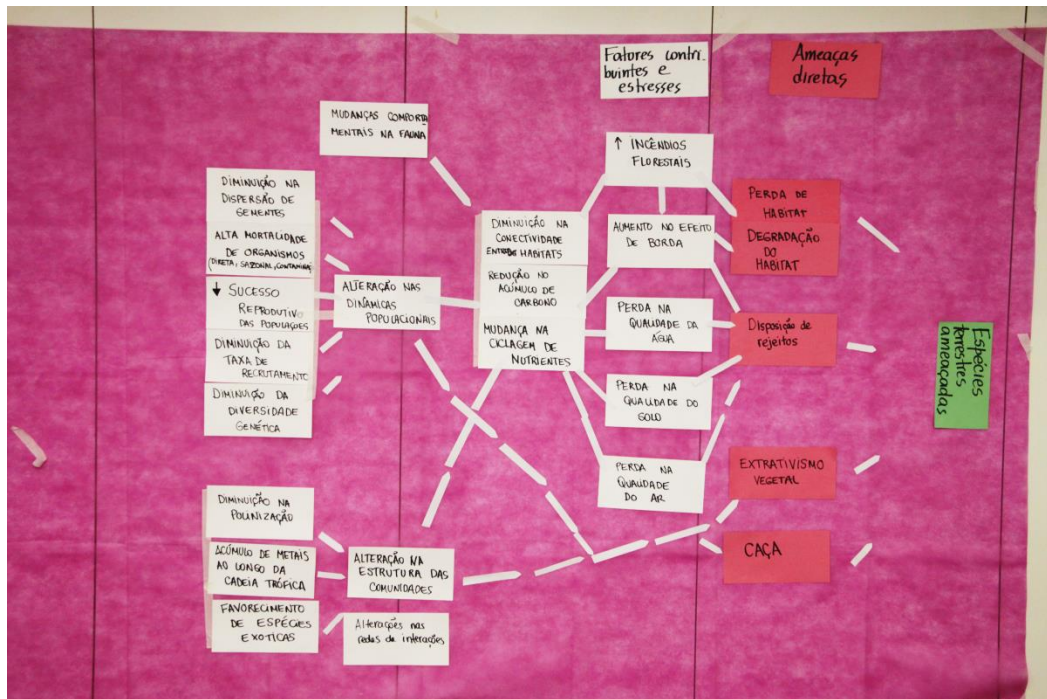 Fatores contri-
buintes e
estresses
Ameaças
diretas
MUDANÇAS COMPORTA
MENTAIS NA FAUNA
↑ INCÊNDIOS
FLORESTAIS
DIMINUIÇÃO NA
DISPERSÃO DE
SEMENTES
ALTA MORTALIDADE
DE ORGANISMOS
(DIRETA, SAZONAL, CONTAMINA)
↓ SUCESSO
REPRODUTIVO
DAS POPULAÇÕES
DIMINUIÇÃO DA
TAXA DE
RECRUTAMENTO
DIMINUIÇÃO DA
DIVERSIDADE
GENÉTICA
ALTERAÇÃO NAS
DINÂMICAS
POPULACIONAIS
DIMINUIÇÃO NA
CONECTIVIDADE
ENTRE HABITATS
REDUÇÃO NO
ACÚMULO DE
CARBONO
MUDANÇA NA
CICLAGEM DE
NUTRIENTES
AUMENTO NO EFEITO
DE BORDA
PERDA NA
QUALIDADE DA
ÁGUA
PERDA NA
QUALIDADE DO
SOLO
PERDA NA
QUALIDADE
DO AR
PERDA DE
HABITAT
DEGRADAÇÃO
DO
HABITAT
Disposição de
rejeitos
EXTRATIVISMO
VEGETAL
CAÇA
Espécies
terrestres
ameaçadas
DIMINUIÇÃO NA
POLINIZAÇÃO
ACÚMULO DE METAIS
AO LONGO DA
CADEIA TRÓFICA
FAVORECIMENTO
DE ESPÉCIES
EXOTICAS
ALTERAÇÃO NA
ESTRUTURA DAS
COMUNIDADES
Alterações nas
redes de interações